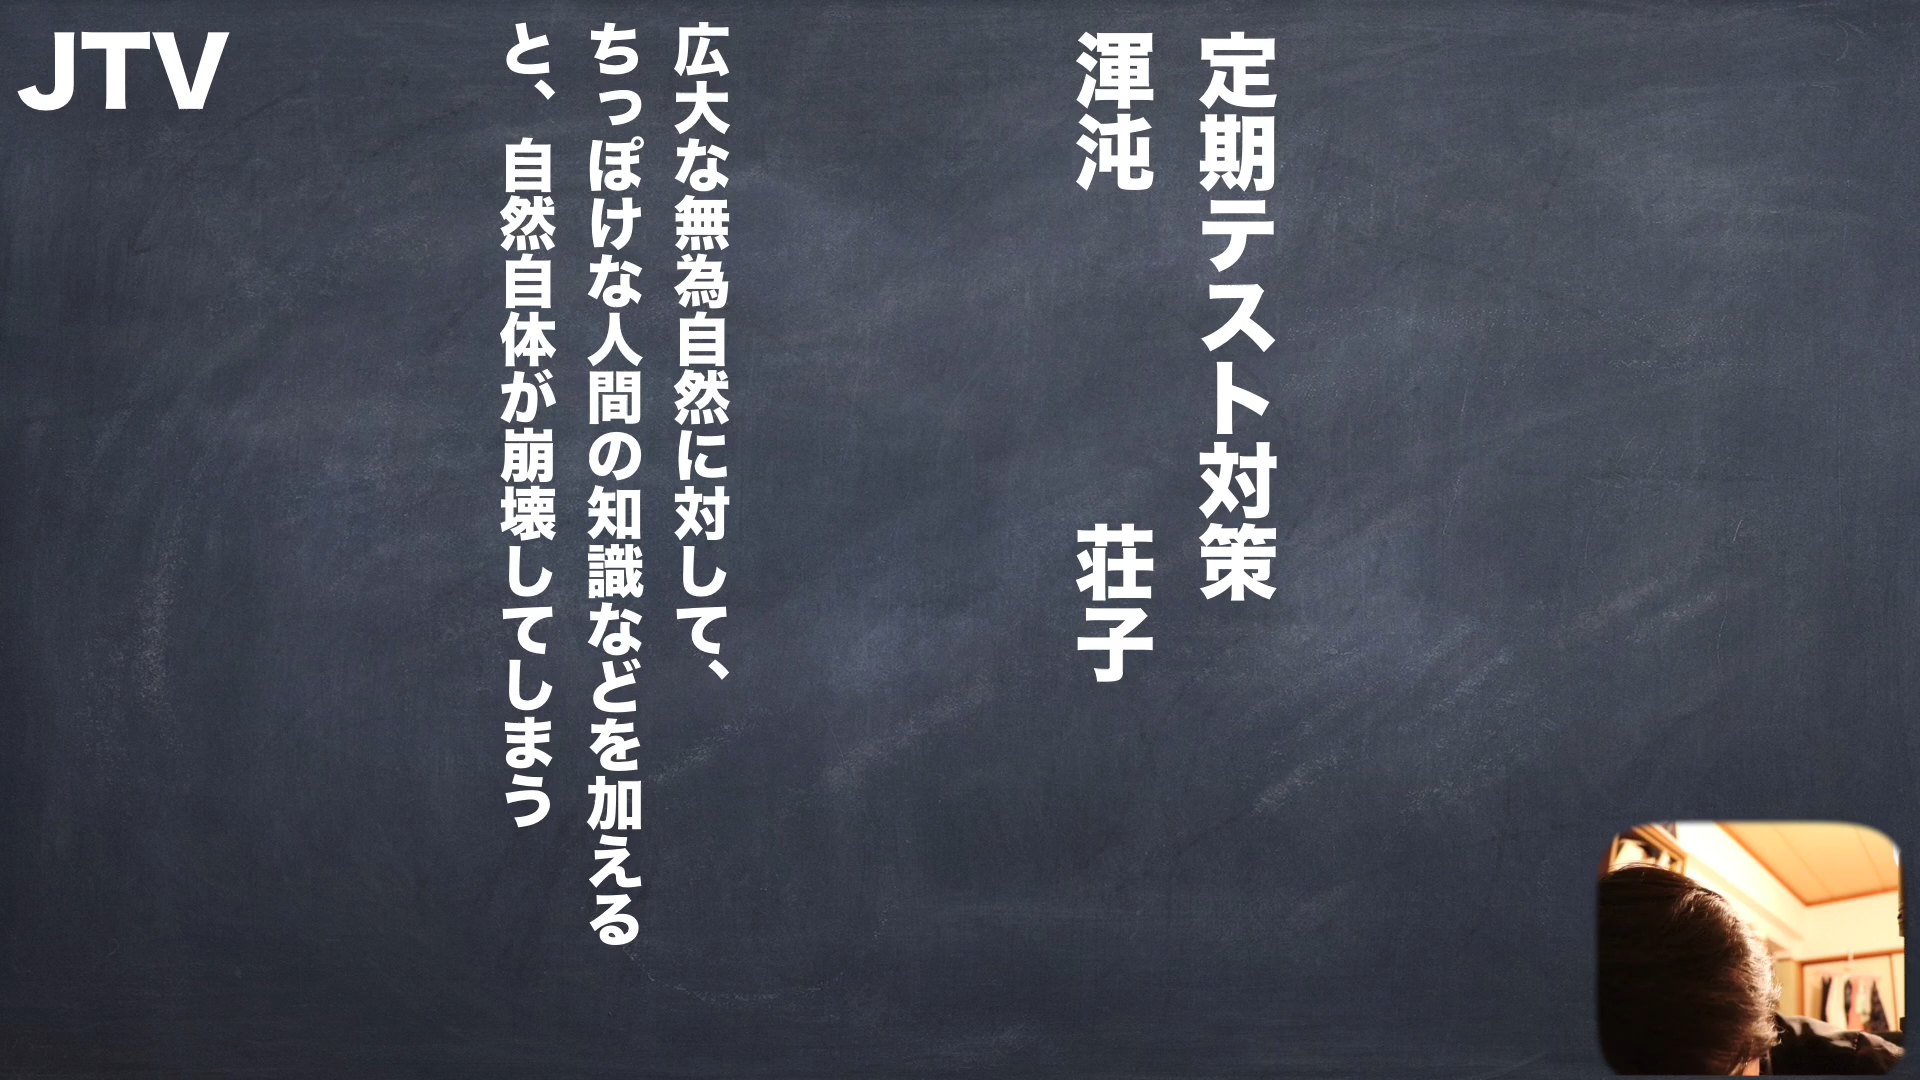 定期テスト対策
渾沌　　　　荘子
広大な無為自然に対して、
ちっぽけな人間の知識などを加える
と、自然自体が崩壊してしまう
JTV